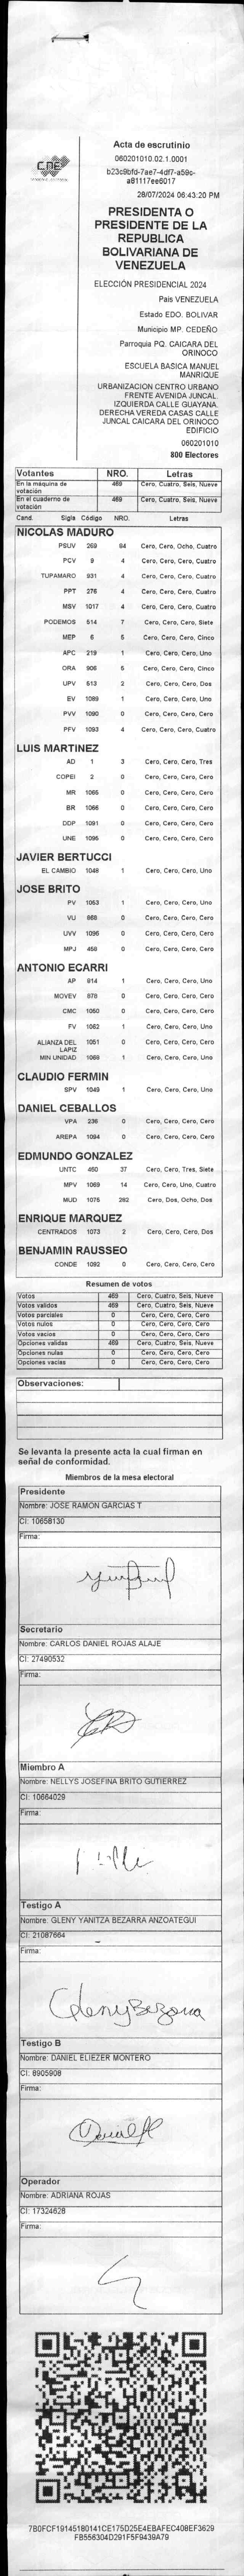 CNE
Acta de escrutinio
060201010.02.1.0001
b23c9bfd-7ae7-4df7-a59c-
a81117ee6017
28/07/2024 06:43:20 PM
PRESIDENTA O
PRESIDENTE DE LA
REPUBLICA
BOLIVARIANA DE
VENEZUELA
ELECCIÓN PRESIDENCIAL 2024
Pais VENEZUELA
Estado EDO. BOLIVAR
Municipio MP. CEDEÑO
Parroquia PQ. CAICARA DEL
ORINOCO
ESCUELA BASICA MANUEL
MANRIQUE
URBANIZACION CENTRO URBANO
FRENTE AVENIDA JUNCAL.
IZQUIERDA CALLE GUAYANA.
DERECHA VEREDA CASAS CALLE
JUNCAL CAICARA DEL ORINOCO
EDIFICIO
060201010
800 Electores
Votantes NRO. Letras
En la máquina de votación 469 Cero, Cuatro, Seis, Nueve
En el cuaderno de votación 469 Cero, Cuatro, Seis, Nueve
Cand. Sigla Código NRO. Letras
NICOLAS MADURO
PSUV 269 84 Cero, Cero, Ocho, Cuatro
PCV 9 4 Cero, Cero, Cero, Cuatro
TUPAMARO 931 4 Cero, Cero, Cero, Cuatro
PPT 276 4 Cero, Cero, Cero, Cuatro
MSV 1017 4 Cero, Cero, Cero, Cuatro
PODEMOS 514 7 Cero, Cero, Cero, Siete
MEP 6 5 Cero, Cero, Cero, Cinco
APC 219 1 Cero, Cero, Cero, Uno
ORA 906 5 Cero, Cero, Cero, Cinco
UPV 513 2 Cero, Cero, Cero, Dos
EV 1089 1 Cero, Cero, Cero, Uno
PVV 1090 0 Cero, Cero, Cero, Cero
PFV 1093 4 Cero, Cero, Cero, Cuatro
LUIS MARTINEZ
AD 1 3 Cero, Cero, Cero, Tres
COPEI 2 0 Cero, Cero, Cero, Cero
MR 1065 0 Cero, Cero, Cero, Cero
BR 1066 0 Cero, Cero, Cero, Cero
DDP 1091 0 Cero, Cero, Cero, Cero
UNE 1095 0 Cero, Cero, Cero, Cero
JAVIER BERTUCCI
EL CAMBIO 1048 1 Cero, Cero, Cero, Uno
JOSE BRITO
PV 1053 1 Cero, Cero, Cero, Uno
VU 868 0 Cero, Cero, Cero, Cero
UVV 1096 0 Cero, Cero, Cero, Cero
MPJ 458 0 Cero, Cero, Cero, Cero
ANTONIO ECARRI
AP 814 1 Cero, Cero, Cero, Uno
MOVEV 878 0 Cero, Cero, Cero, Cero
CMC 1050 0 Cero, Cero, Cero, Cero
FV 1052 1 Cero, Cero, Cero, Uno
ALIANZA DEL LAPIZ 1051 0 Cero, Cero, Cero, Cero
MIN UNIDAD 1068 1 Cero, Cero, Cero, Uno
CLAUDIO FERMIN
SPV 1049 1 Cero, Cero, Cero, Uno
DANIEL CEBALLOS
VPA 236 0 Cero, Cero, Cero, Cero
AREPA 1094 0 Cero, Cero, Cero, Cero
EDMUNDO GONZALEZ
UNTC 450 37 Cero, Cero, Tres, Siete
MPV 1069 14 Cero, Cero, Uno, Cuatro
MUD 1075 282 Cero, Dos, Ocho, Dos
ENRIQUE MARQUEZ
CENTRADOS 1073 2 Cero, Cero, Cero, Dos
BENJAMIN RAUSSEO
CONDE 1092 0 Cero, Cero, Cero, Cero
Resumen de votos
Votos 469 Cero, Cuatro, Seis, Nueve
Votos validos 469 Cero, Cuatro, Seis, Nueve
Votos parciales 0 Cero, Cero, Cero, Cero
Votos nulos 0 Cero, Cero, Cero, Cero
Votos vacios 0 Cero, Cero, Cero, Cero
Opciones validas 469 Cero, Cuatro, Seis, Nueve
Opciones nulas 0 Cero, Cero, Cero, Cero
Opciones vacias 0 Cero, Cero, Cero, Cero
Observaciones:
Se levanta la presente acta la cual firman en
señal de conformidad.
Miembros de la mesa electoral
Presidente
Nombre: JOSE RAMON GARCIAS T
CI: 10658130
Firma:
Secretario
Nombre: CARLOS DANIEL ROJAS ALAJE
CI: 27490532
Firma:
Miembro A
Nombre: NELLYS JOSEFINA BRITO GUTIERREZ
CI: 10664029
Firma:
Testigo A
Nombre: GLENY YANITZA BEZARRA ANZOATEGUI
CI: 21087664
Firma:
Gleny Bezarra
Testigo B
Nombre: DANIEL ELIEZER MONTERO
CI: 8905908
Firma:
Operador
Nombre: ADRIANA ROJAS
CI: 17324628
Firma:
7B0FCF19145180141CE175D25E4EBAFEC408EF3629
FB556304D291F5F9439A79